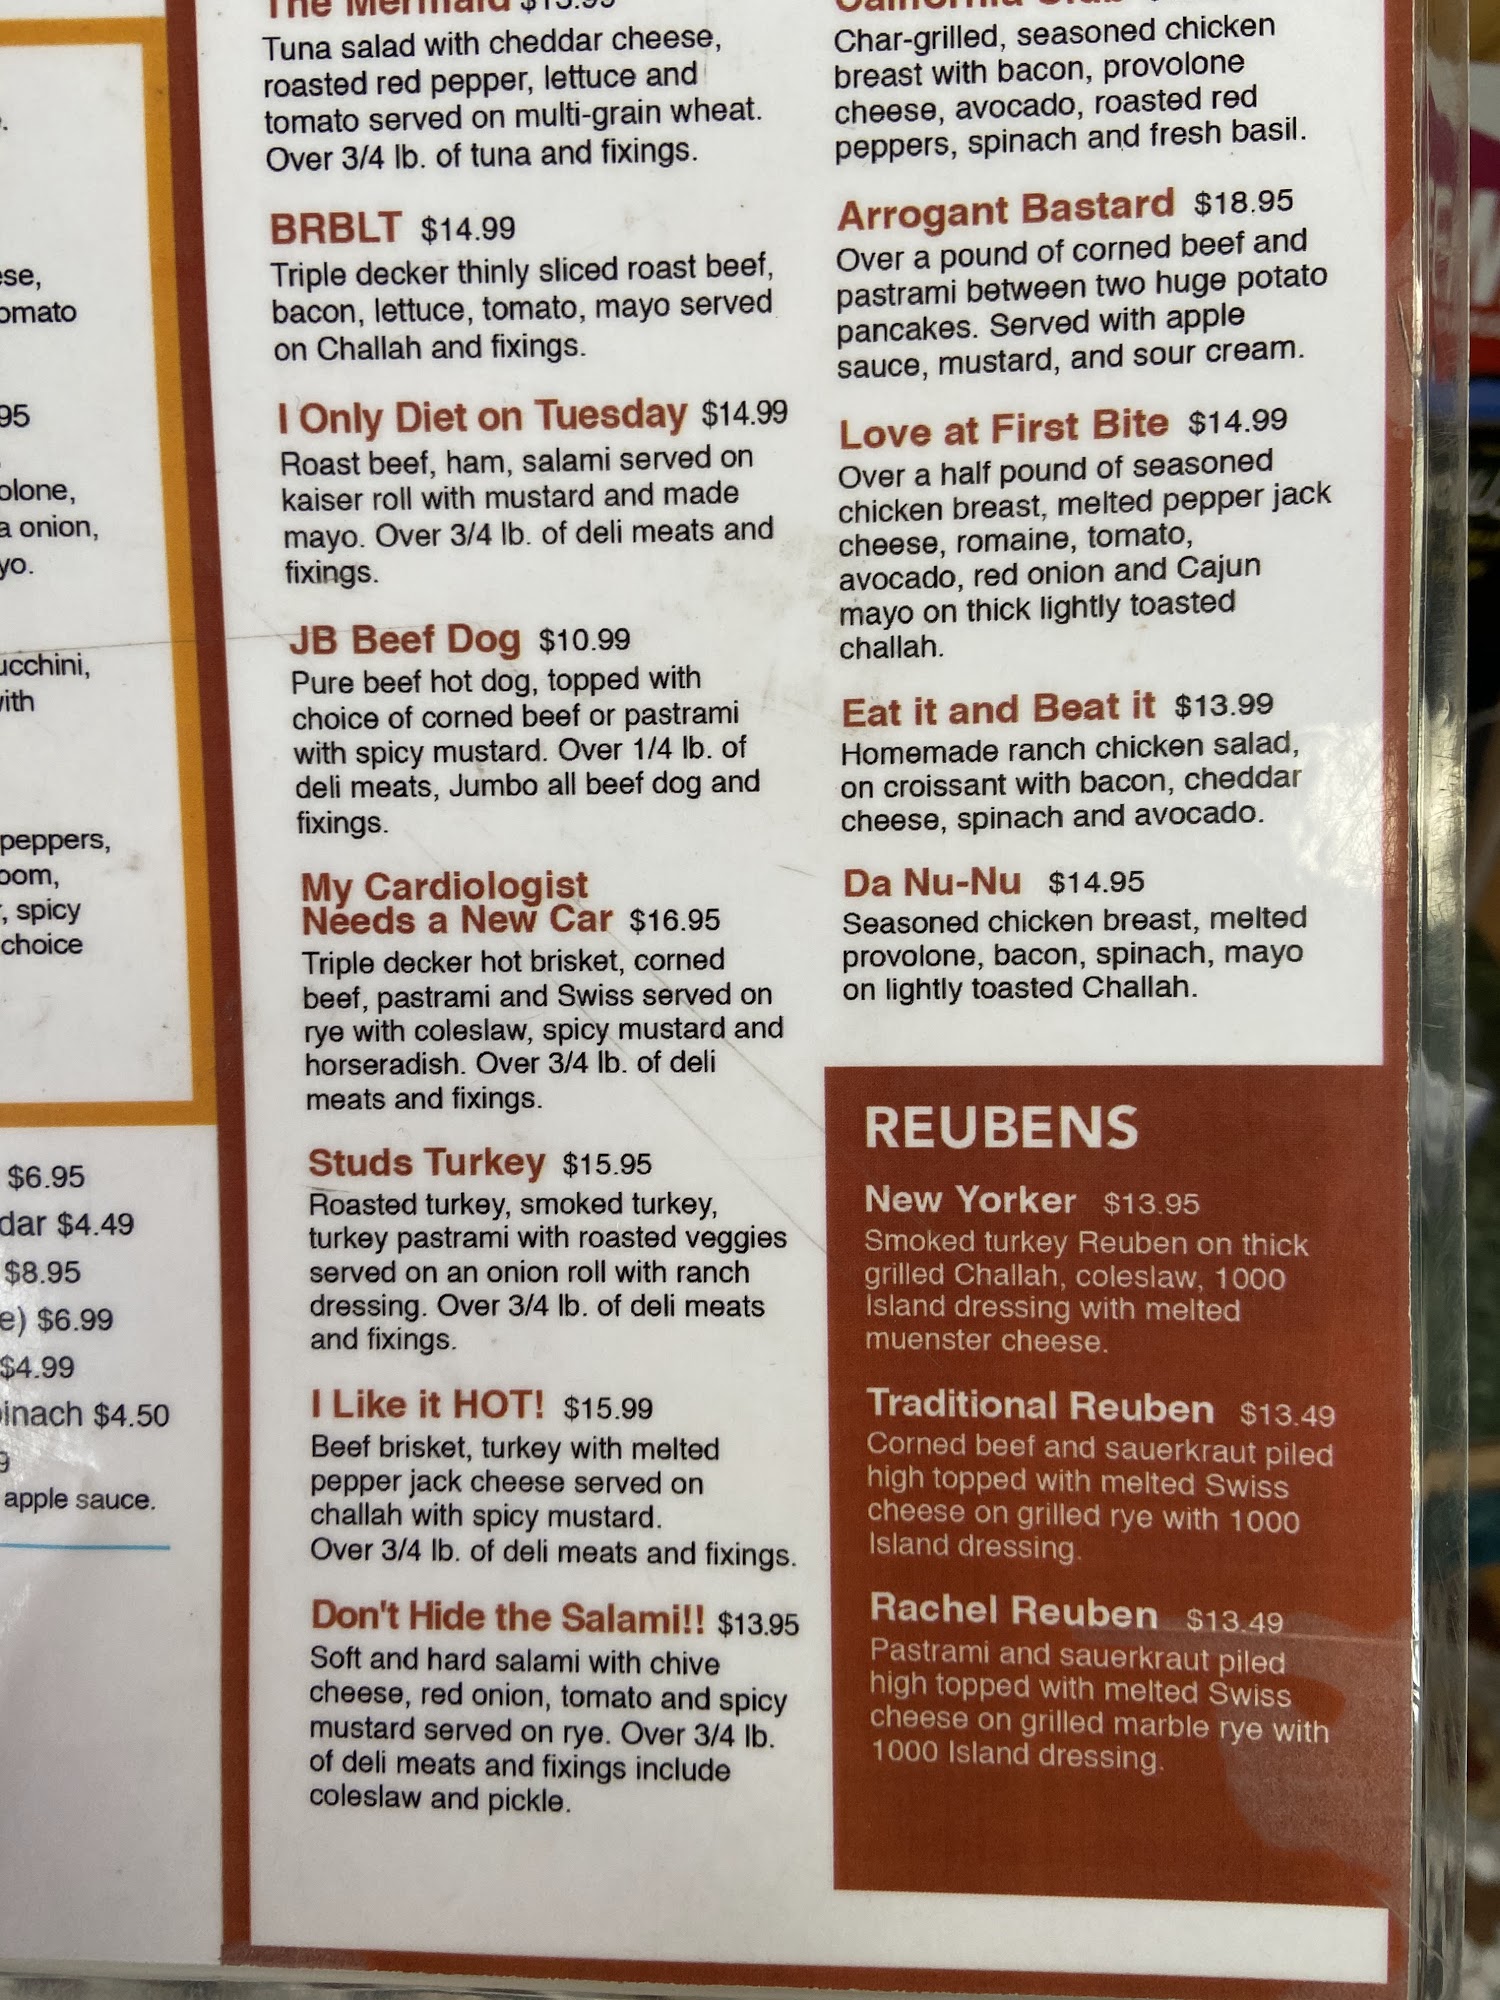 .
ese,
omato
95
olone,
a onion,
yo.
ucchini,
vith
peppers,
oom,
, spicy
choice
$6.95
dar $4.49
$8.95
e) $6.99
$4.99
inach $4.50
9
apple sauce.
The Mermaid $13.99
Tuna salad with cheddar cheese,
roasted red pepper, lettuce and
tomato served on multi-grain wheat.
Over 3/4 lb. of tuna and fixings.
BRBLT $14.99
Triple decker thinly sliced roast beef,
bacon, lettuce, tomato, mayo served
on Challah and fixings.
I Only Diet on Tuesday $14.99
Roast beef, ham, salami served on
kaiser roll with mustard and made
mayo. Over 3/4 lb. of deli meats and
fixings.
JB Beef Dog $10.99
Pure beef hot dog, topped with
choice of corned beef or pastrami
with spicy mustard. Over 1/4 lb. of
deli meats, Jumbo all beef dog and
fixings.
My Cardiologist
Needs a New Car $16.95
Triple decker hot brisket, corned
beef, pastrami and Swiss served on
rye with coleslaw, spicy mustard and
horseradish. Over 3/4 lb. of deli
meats and fixings.
Studs Turkey $15.95
Roasted turkey, smoked turkey,
turkey pastrami with roasted veggies
served on an onion roll with ranch
dressing. Over 3/4 lb. of deli meats
and fixings.
I Like it HOT! $15.99
Beef brisket, turkey with melted
pepper jack cheese served on
challah with spicy mustard.
Over 3/4 lb. of deli meats and fixings.
Don't Hide the Salami!! $13.95
Soft and hard salami with chive
cheese, red onion, tomato and spicy
mustard served on rye. Over 3/4 lb.
of deli meats and fixings include
coleslaw and pickle.
California Club
Char-grilled, seasoned chicken
breast with bacon, provolone
cheese, avocado, roasted red
peppers, spinach and fresh basil.
Arrogant Bastard $18.95
Over a pound of corned beef and
pastrami between two huge potato
pancakes. Served with apple
sauce, mustard, and sour cream.
Love at First Bite $14.99
Over a half pound of seasoned
chicken breast, melted pepper jack
cheese, romaine, tomato,
avocado, red onion and Cajun
mayo on thick lightly toasted
challah.
Eat it and Beat it $13.99
Homemade ranch chicken salad,
on croissant with bacon, cheddar
cheese, spinach and avocado.
Da Nu-Nu $14.95
Seasoned chicken breast, melted
provolone, bacon, spinach, mayo
on lightly toasted Challah.
REUBENS
New Yorker $13.95
Smoked turkey Reuben on thick
grilled Challah, coleslaw, 1000
Island dressing with melted
muenster cheese.
Traditional Reuben $13.49
Corned beef and sauerkraut piled
high topped with melted Swiss
cheese on grilled rye with 1000
Island dressing.
Rachel Reuben $13.49
Pastrami and sauerkraut piled
high topped with melted Swiss
cheese on grilled marble rye with
1000 Island dressing.